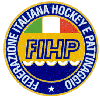 FEDERAZIONE ITALIANA HOCKEY E PATTINAGGIO
FIHP